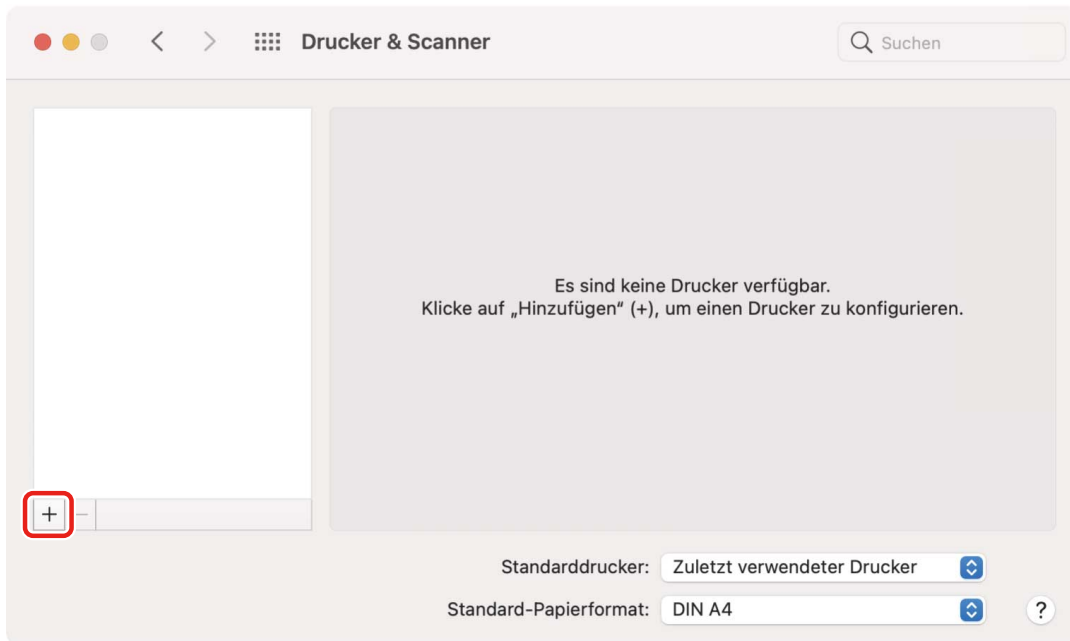 Drucker & Scanner
Suchen
Es sind keine Drucker verfügbar.
Klicke auf „Hinzufügen“ (+), um einen Drucker zu konfigurieren.
+ −
Standarddrucker: Zuletzt verwendeter Drucker
Standard-Papierformat: DIN A4 ?